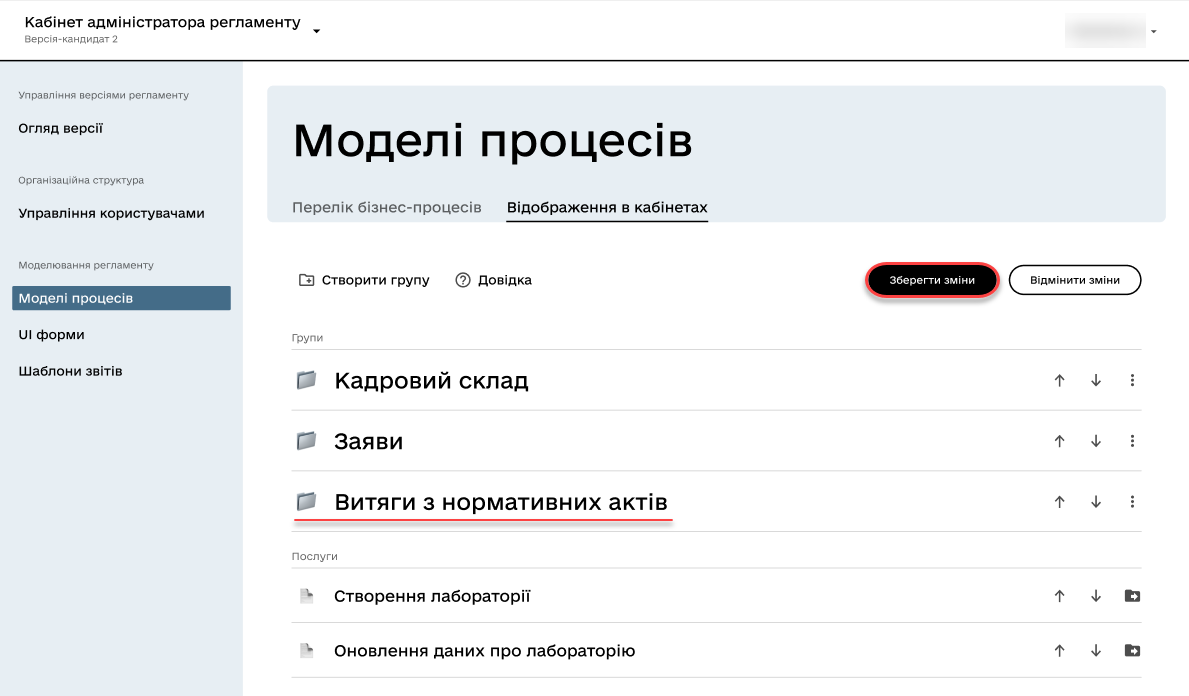 Кабінет адміністратора регламенту
Версія-кандидат 2
Управління версіями регламенту
Огляд версії
Організаційна структура
Управління користувачами
Моделювання регламенту
Моделі процесів
UI форми
Шаблони звітів
Моделі процесів
Перелік бізнес-процесів Відображення в кабінетах
Створити групу Довідка Зберегти зміни Відмінити зміни
Групи
Кадровий склад
Заяви
Витяги з нормативних актів
Послуги
Створення лабораторії
Оновлення даних про лабораторію